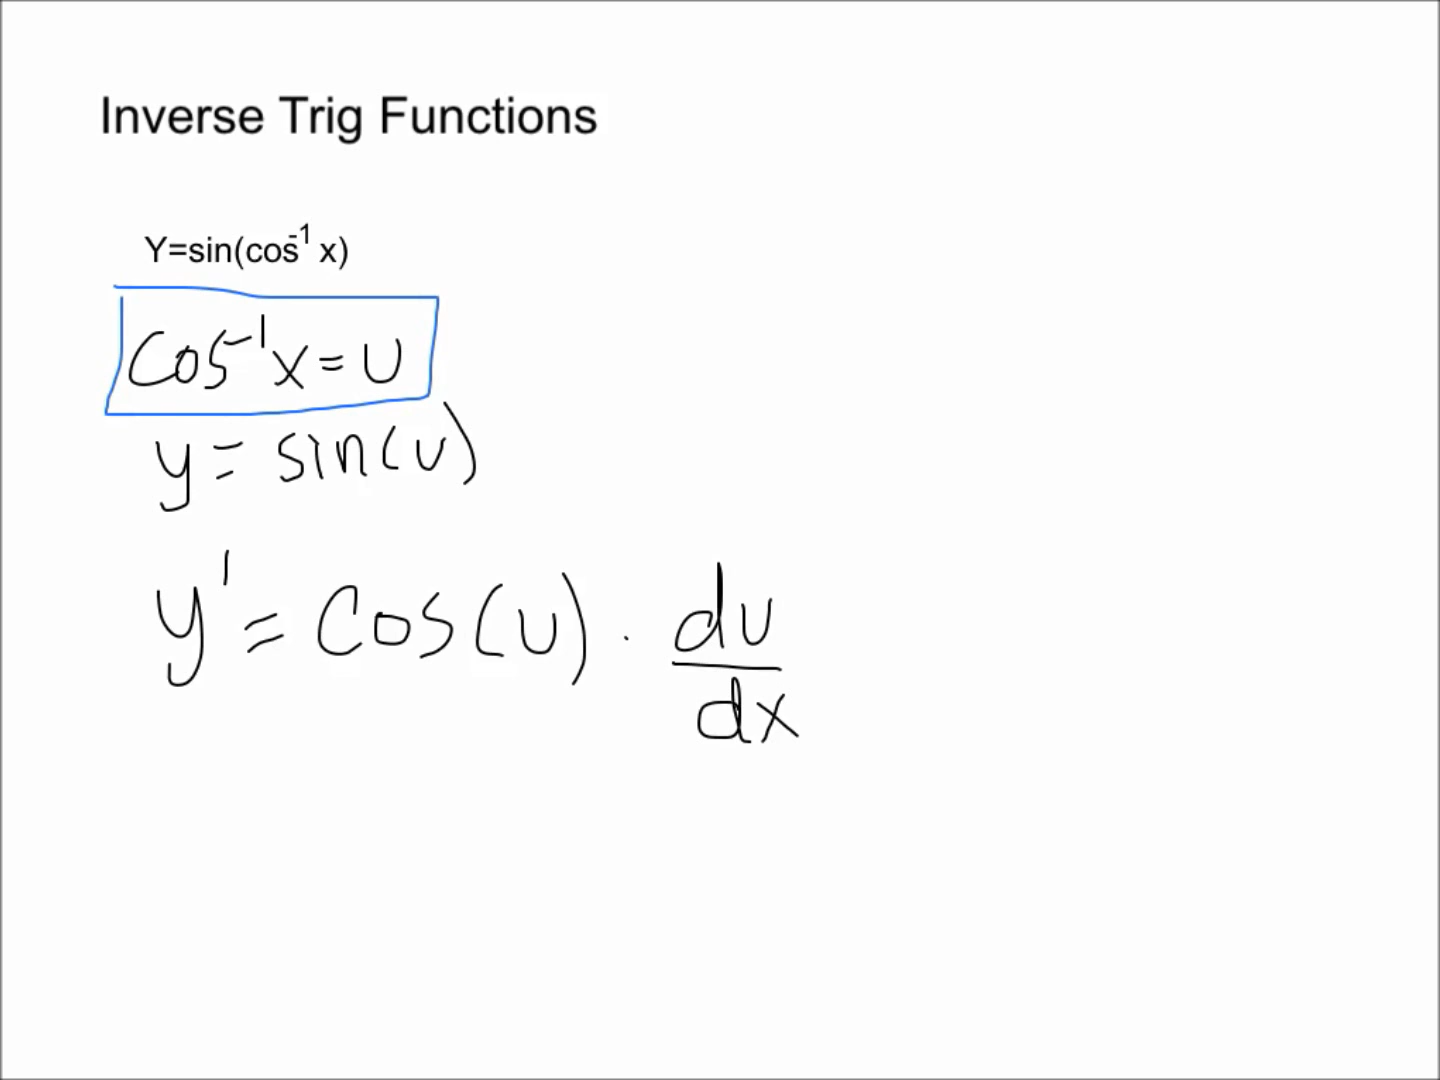 Inverse Trig Functions
Y=sin(cos⁻¹ x)
Cos⁻¹x = u
y = sin(u)
y' = Cos(u) · du/dx